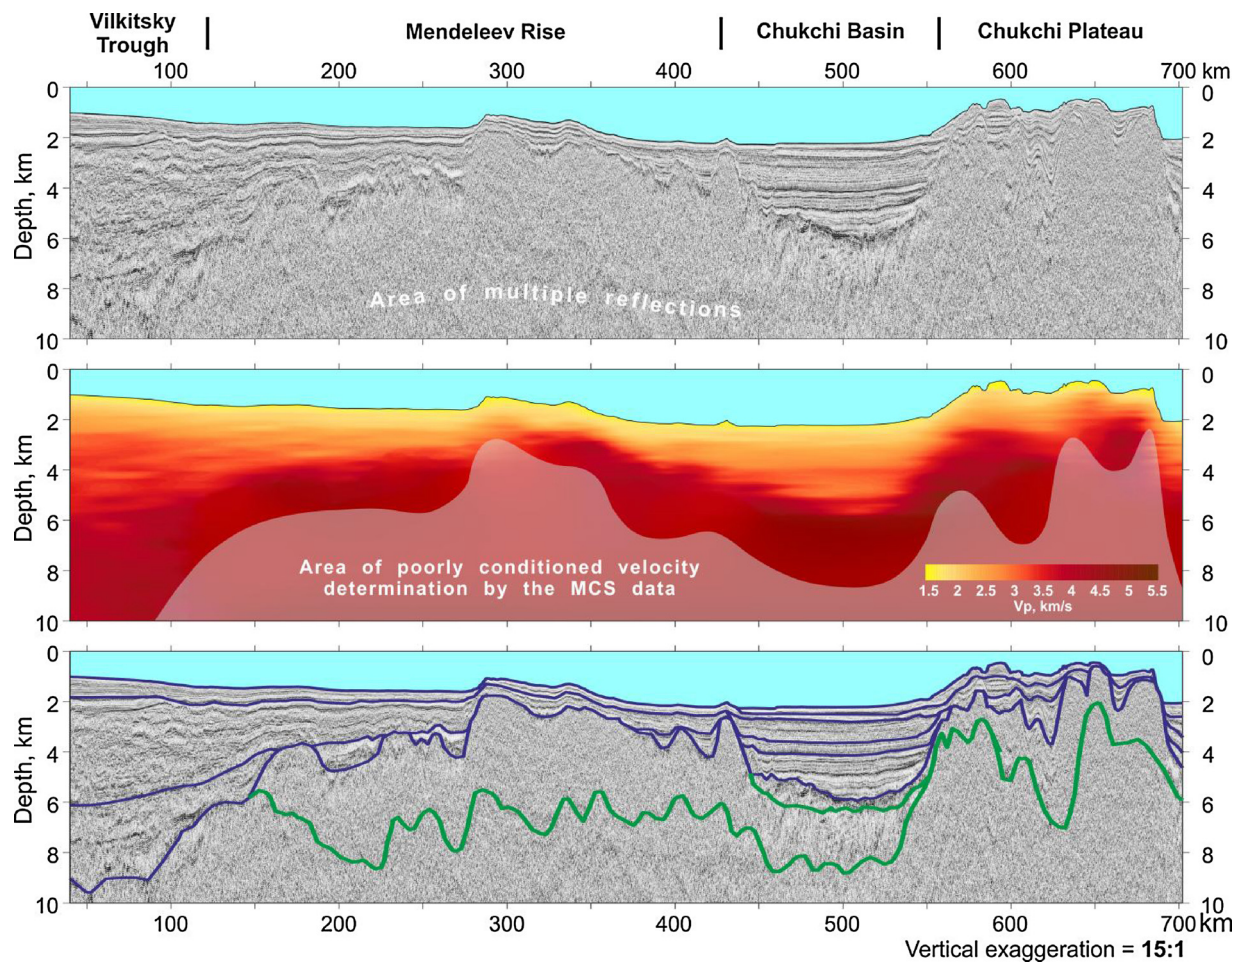 Vilkitsky
Trough
Mendeleev Rise
Chukchi Basin
Chukchi Plateau
100 200 300 400 500 600 700 km
0 0
2 2
4 4
6 6
8 8
10 10
Depth, km
Area of multiple reflections
0 0
2 2
4 4
6 6
8 8
10 10
Depth, km
Area of poorly conditioned velocity
determination by the MCS data
1.5 2 2.5 3 3.5 4 4.5 5 5.5
Vp, km/s
0 0
2 2
4 4
6 6
8 8
10 10
Depth, km
100 200 300 400 500 600 700 km
Vertical exaggeration = 15:1